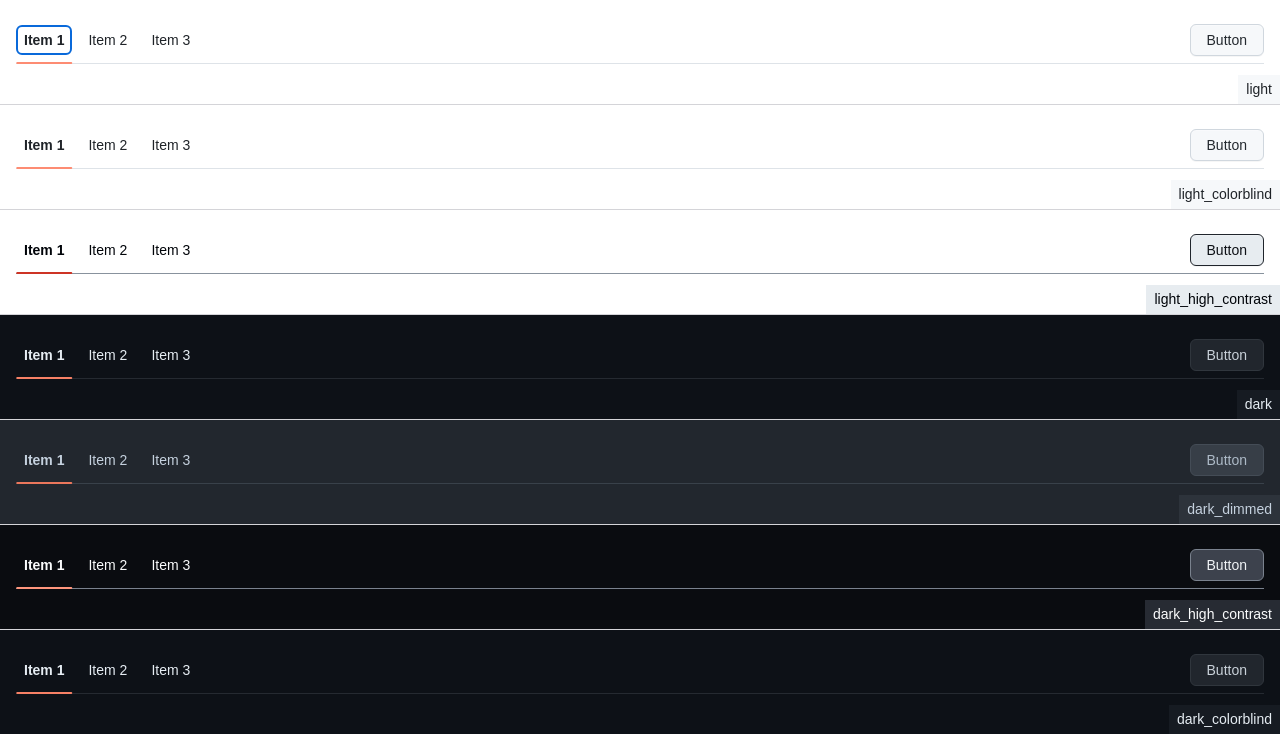 Item 1 Item 2 Item 3 Button
light
Item 1 Item 2 Item 3 Button
light_colorblind
Item 1 Item 2 Item 3 Button
light_high_contrast
Item 1 Item 2 Item 3 Button
dark
Item 1 Item 2 Item 3 Button
dark_dimmed
Item 1 Item 2 Item 3 Button
dark_high_contrast
Item 1 Item 2 Item 3 Button
dark_colorblind